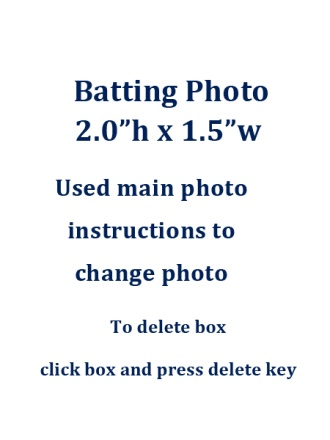 Batting Photo
2.0”h x 1.5”w
Used main photo
instructions to
change photo
To delete box
click box and press delete key